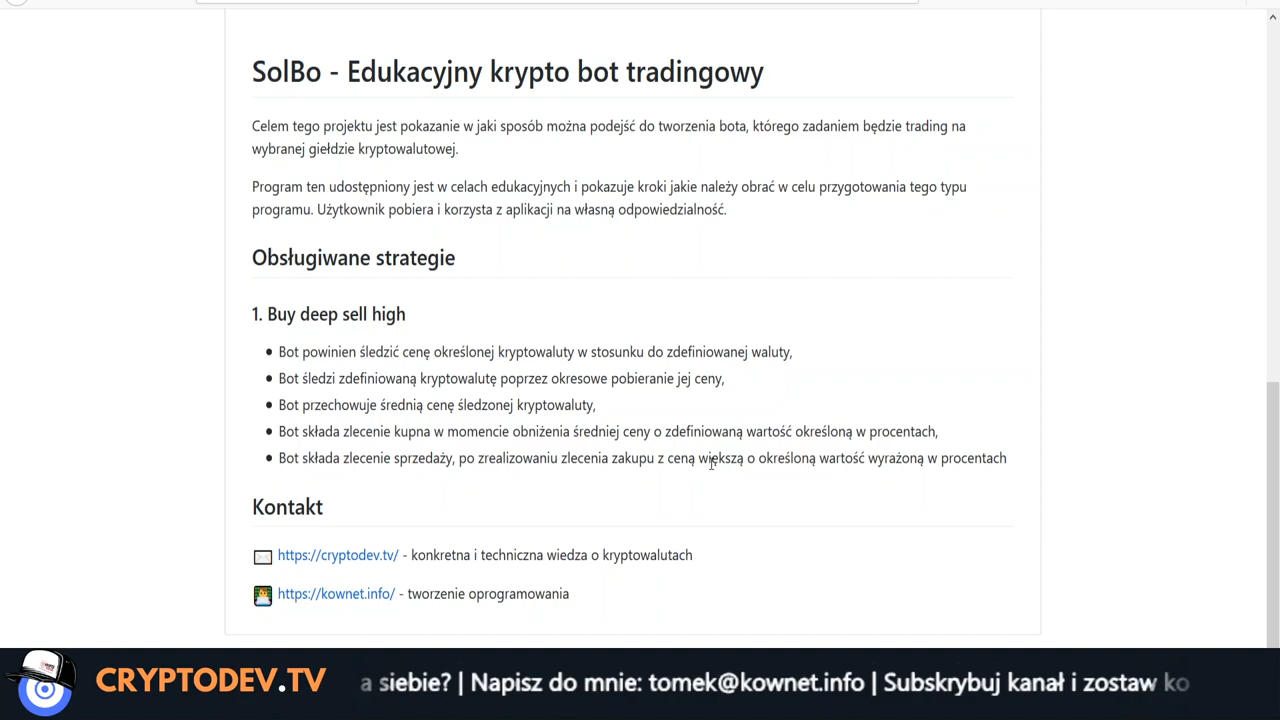 SolBo - Edukacyjny krypto bot tradingowy
Celem tego projektu jest pokazanie w jaki sposób można podejść do tworzenia bota, którego zadaniem będzie trading na
wybranej giełdzie kryptowalutowej.
Program ten udostępniony jest w celach edukacyjnych i pokazuje kroki jakie należy obrać w celu przygotowania tego typu
programu. Użytkownik pobiera i korzysta z aplikacji na własną odpowiedzialność.
Obsługiwane strategie
1. Buy deep sell high
Bot powinien śledzić cenę określonej kryptowaluty w stosunku do zdefiniowanej waluty,
Bot śledzi zdefiniowaną kryptowalutę poprzez okresowe pobieranie jej ceny,
Bot przechowuje średnią cenę śledzonej kryptowaluty,
Bot składa zlecenie kupna w momencie obniżenia średniej ceny o zdefiniowaną wartość określoną w procentach,
Bot składa zlecenie sprzedaży, po zrealizowaniu zlecenia zakupu z ceną większą o określoną wartość wyrażoną w procentach
Kontakt
https://cryptodev.tv/ - konkretna i techniczna wiedza o kryptowalutach
https://kownet.info/ - tworzenie oprogramowania
CRYPTODEV.TV
a siebie? | Napisz do mnie: tomek@kownet.info | Subskrybuj kanał i zostaw ko